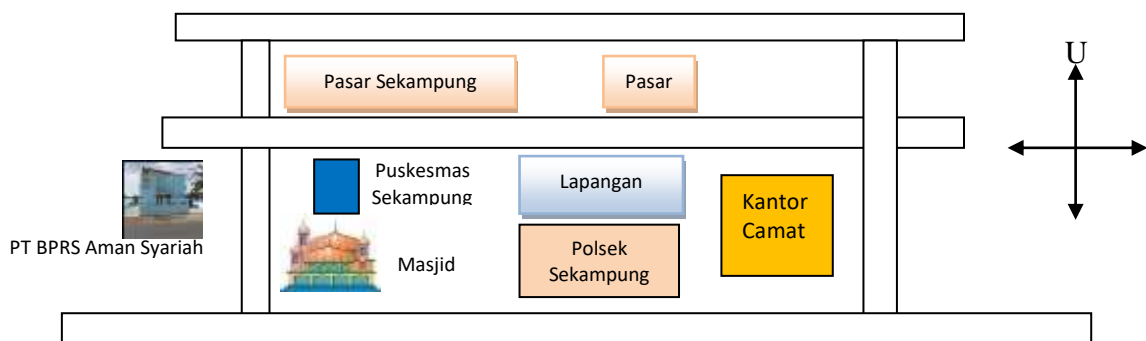 U
Pasar Sekampung
Pasar
Puskesmas
Sekampung
Lapangan
Kantor
Camat
PT BPRS Aman Syariah
Masjid
Polsek
Sekampung